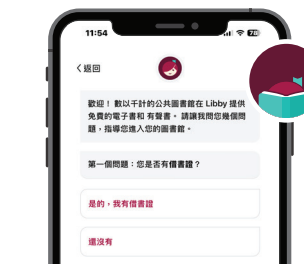 11:54
返回
歡迎！數以千計的公共圖書館在 Libby 提供
免費的電子書和 有聲書。請讓我問您幾個問
題，指導您進入您的圖書館。
第一個問題：您是否有借書證？
是的，我有借書證
還沒有